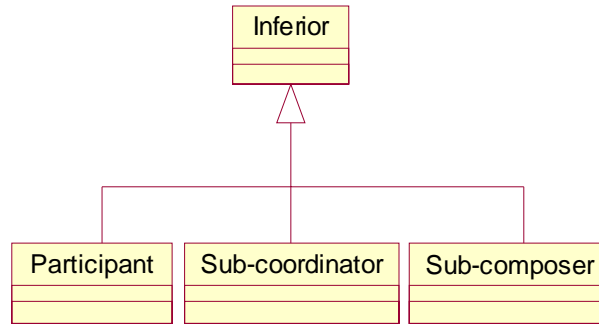 Inferior
Participant
Sub-coordinator
Sub-composer